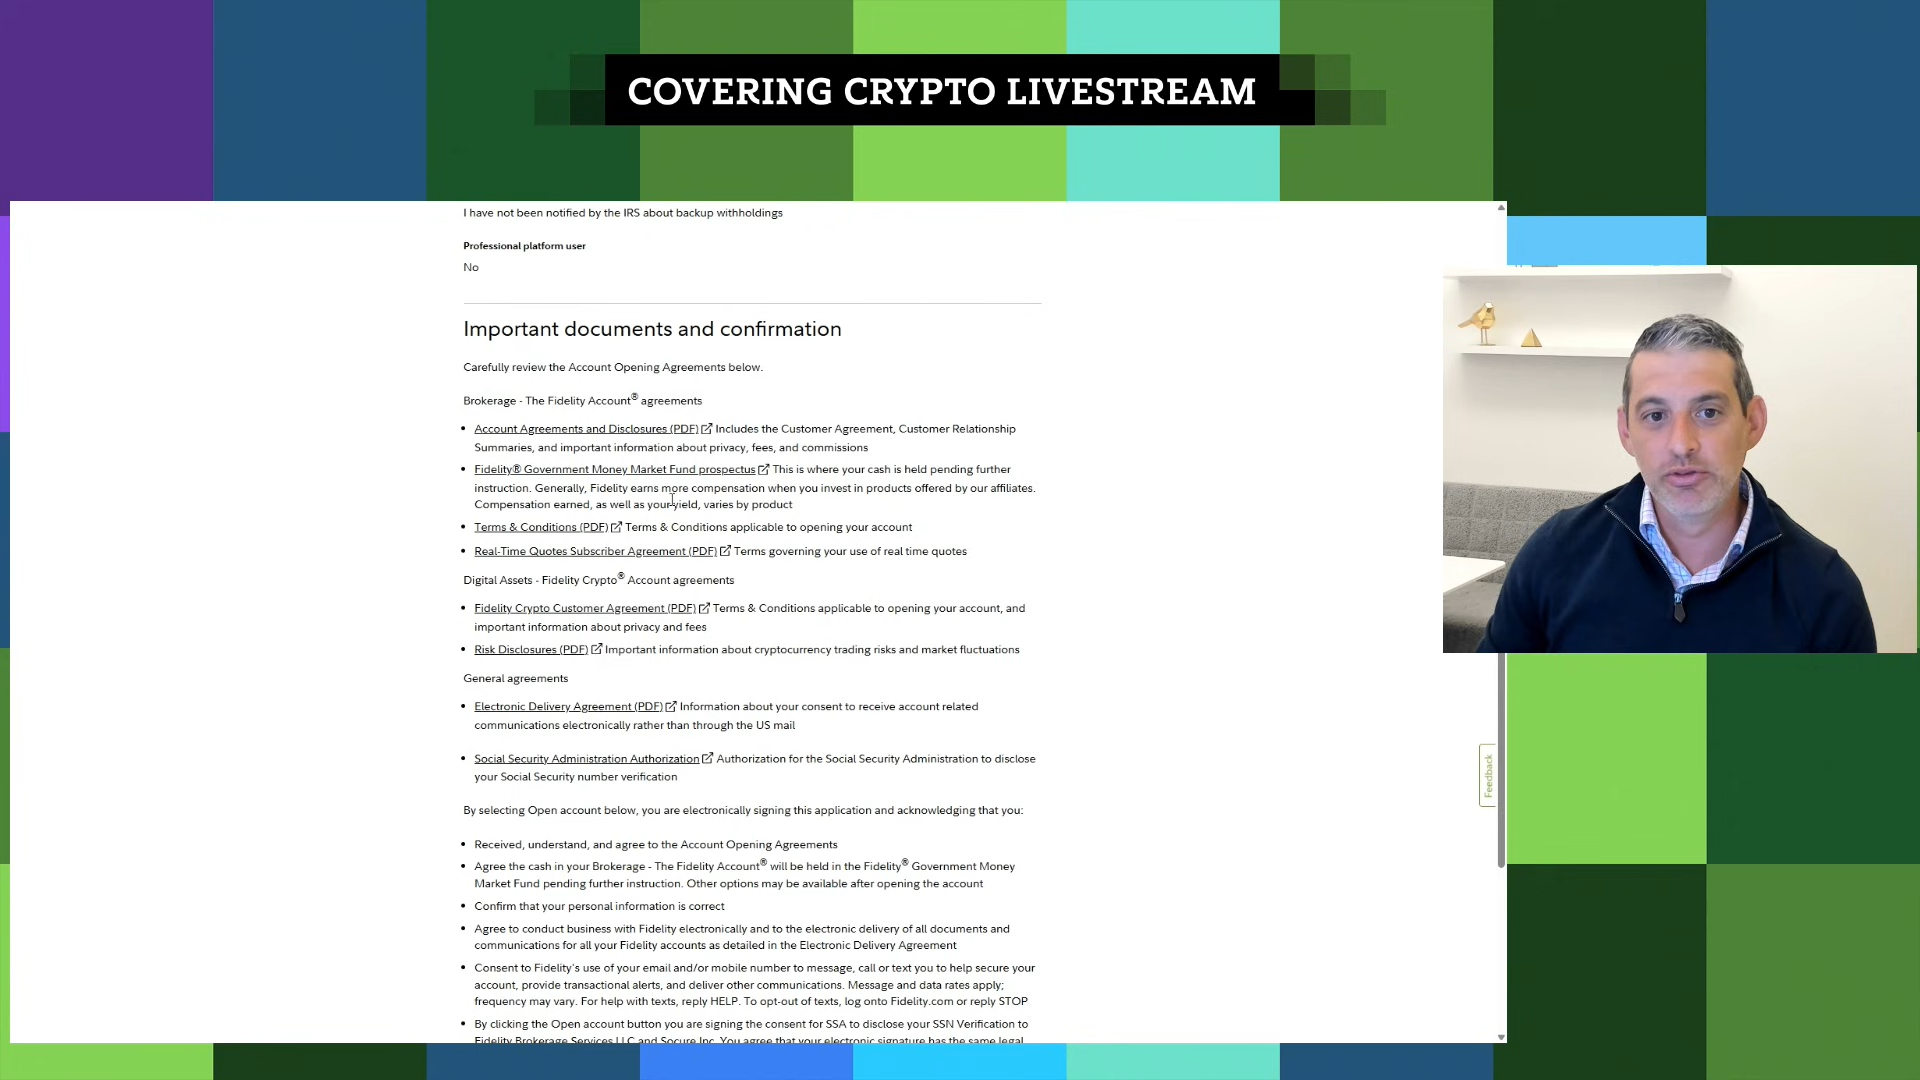 COVERING CRYPTO LIVESTREAM
I have not been notified by the IRS about backup withholdings
Professional platform user
No
Important documents and confirmation
Carefully review the Account Opening Agreements below.
Brokerage - The Fidelity Account® agreements
• Account Agreements and Disclosures (PDF) Includes the Customer Agreement, Customer Relationship
Summaries, and important information about privacy, fees, and commissions
• Fidelity® Government Money Market Fund prospectus This is where your cash is held pending further
instruction. Generally, Fidelity earns more compensation when you invest in products offered by our affiliates.
Compensation earned, as well as your yield, varies by product
• Terms & Conditions (PDF) Terms & Conditions applicable to opening your account
• Real-Time Quotes Subscriber Agreement (PDF) Terms governing your use of real time quotes
Digital Assets - Fidelity Crypto® Account agreements
• Fidelity Crypto Customer Agreement (PDF) Terms & Conditions applicable to opening your account, and
important information about privacy and fees
• Risk Disclosures (PDF) Important information about cryptocurrency trading risks and market fluctuations
General agreements
• Electronic Delivery Agreement (PDF) Information about your consent to receive account related
communications electronically rather than through the US mail
• Social Security Administration Authorization Authorization for the Social Security Administration to disclose
your Social Security number verification
By selecting Open account below, you are electronically signing this application and acknowledging that you:
• Received, understand, and agree to the Account Opening Agreements
• Agree the cash in your Brokerage - The Fidelity Account® will be held in the Fidelity® Government Money
Market Fund pending further instruction. Other options may be available after opening the account
• Confirm that your personal information is correct
• Agree to conduct business with Fidelity electronically and to the electronic delivery of all documents and
communications for all your Fidelity accounts as detailed in the Electronic Delivery Agreement
• Consent to Fidelity's use of your email and/or mobile number to message, call or text you to help secure your
account, provide transactional alerts, and deliver other communications. Message and data rates apply;
frequency may vary. For help with texts, reply HELP. To opt-out of texts, log onto Fidelity.com or reply STOP
• By clicking the Open account button you are signing the consent for SSA to disclose your SSN Verification to
Fidelity Brokerage Services LLC and Socure Inc. You agree that your electronic signature has the same legal
Feedback